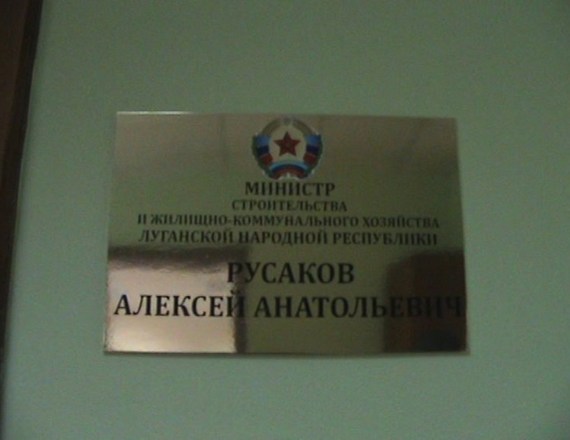 МИНИСТР
СТРОИТЕЛЬСТВА
И ЖИЛИЩНО-КОММУНАЛЬНОГО ХОЗЯЙСТВА
ЛУГАНСКОЙ НАРОДНОЙ РЕСПУБЛИКИ
РУСАКОВ
АЛЕКСЕЙ АНАТОЛЬЕВИЧ